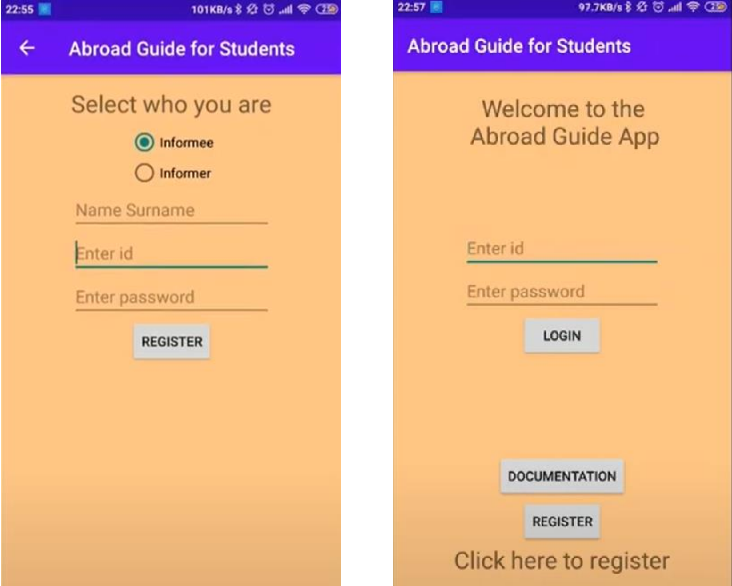 22:55
101KB/s
Abroad Guide for Students
Select who you are
Informee
Informer
Name Surname
Enter id
Enter password
REGISTER
22:57
97.7KB/s
Abroad Guide for Students
Welcome to the
Abroad Guide App
Enter id
Enter password
LOGIN
DOCUMENTATION
REGISTER
Click here to register